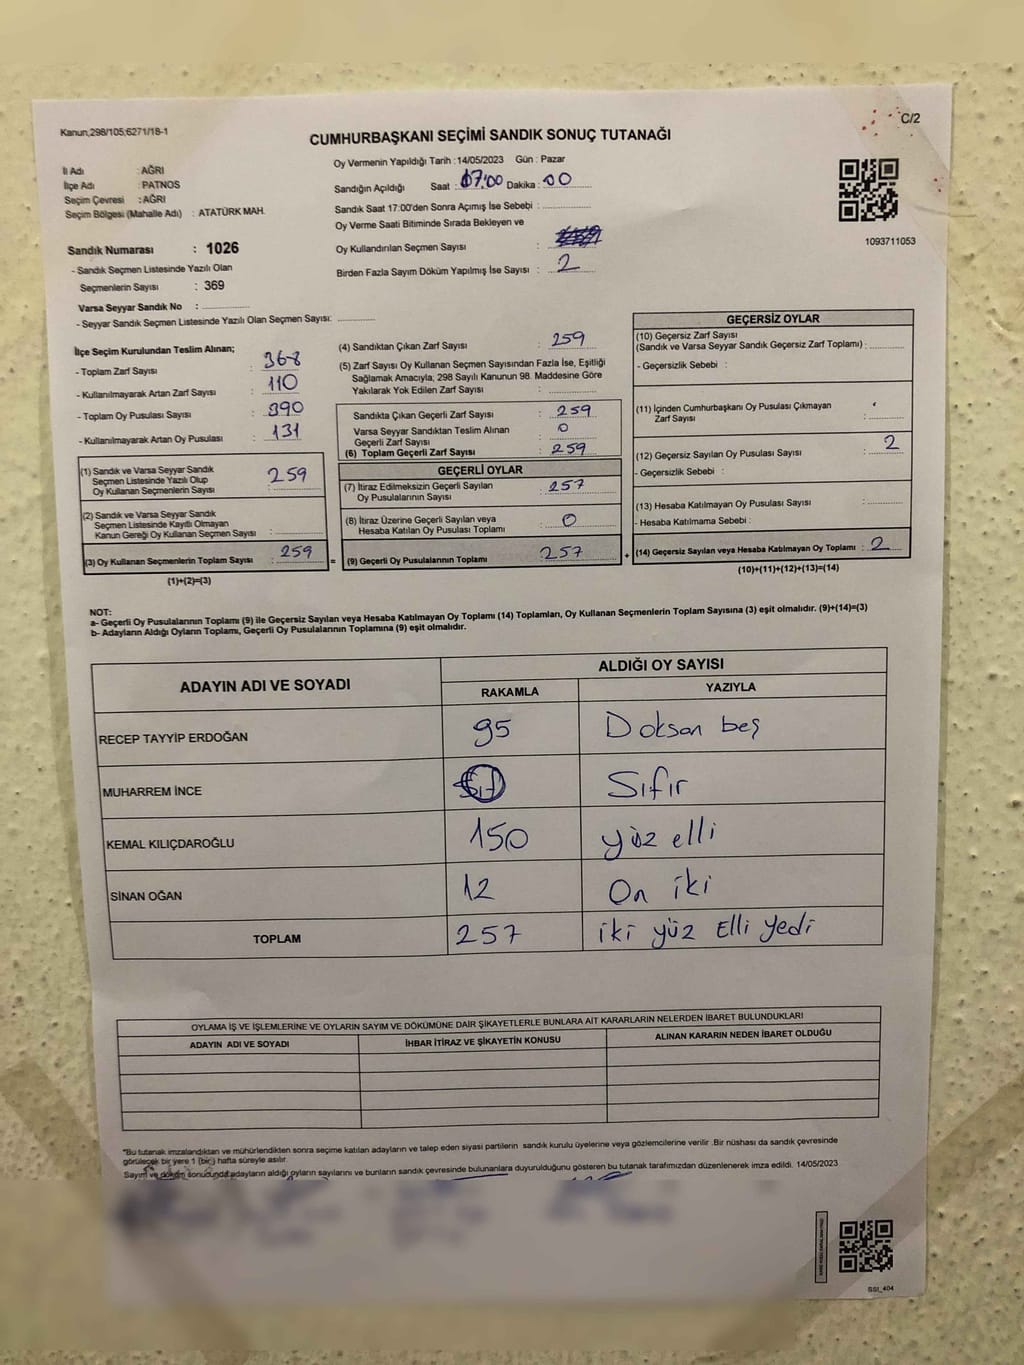 Kanun;298/105;6271/18-1
C/2
CUMHURBAŞKANI SEÇİMİ SANDIK SONUÇ TUTANAĞI
İl Adı : AĞRI
İlçe Adı : PATNOS
Seçim Çevresi : AĞRI
Seçim Bölgesi (Mahalle Adı) : ATATÜRK MAH.
Sandık Numarası : 1026
- Sandık Seçmen Listesinde Yazılı Olan
Seçmenlerin Sayısı : 369
Varsa Seyyar Sandık No :
- Seyyar Sandık Seçmen Listesinde Yazılı Olan Seçmen Sayısı:
Oy Vermenin Yapıldığı Tarih :14/05/2023 Gün : Pazar
Sandığın Açıldığı Saat : 07:00 Dakika : 00
Sandık Saat 17:00'den Sonra Açımış İse Sebebi :
Oy Verme Saati Bitiminde Sırada Bekleyen ve
Oy Kullandırılan Seçmen Sayısı :
Birden Fazla Sayım Döküm Yapılmış İse Sayısı : 2
1093711053
İlçe Seçim Kurulundan Teslim Alınan;
- Toplam Zarf Sayısı : 368
- Kullanılmayarak Artan Zarf Sayısı : 110
- Toplam Oy Pusulası Sayısı : 390
- Kullanılmayarak Artan Oy Pusulası : 131
(1) Sandık ve Varsa Seyyar Sandık
Seçmen Listesinde Yazılı Olup
Oy Kullanan Seçmenlerin Sayısı : 259
(2) Sandık ve Varsa Seyyar Sandık
Seçmen Listesinde Kayıtlı Olmayan
Kanun Gereği Oy Kullanan Seçmen Sayısı :
(3) Oy Kullanan Seçmenlerin Toplam Sayısı : 259
(1)+(2)=(3)
(4) Sandıktan Çıkan Zarf Sayısı : 259
(5) Zarf Sayısı Oy Kullanan Seçmen Sayısından Fazla İse, Eşitliği
Sağlamak Amacıyla, 298 Sayılı Kanunun 98. Maddesine Göre
Yakılarak Yok Edilen Zarf Sayısı :
Sandıkta Çıkan Geçerli Zarf Sayısı : 259
Varsa Seyyar Sandıktan Teslim Alınan
Geçerli Zarf Sayısı : 0
(6) Toplam Geçerli Zarf Sayısı : 259
GEÇERLİ OYLAR
(7) İtiraz Edilmeksizin Geçerli Sayılan
Oy Pusulalarının Sayısı : 257
(8) İtiraz Üzerine Geçerli Sayılan veya
Hesaba Katılan Oy Pusulası Toplamı : 0
= (9) Geçerli Oy Pusulalarının Toplamı : 257
GEÇERSİZ OYLAR
(10) Geçersiz Zarf Sayısı
(Sandık ve Varsa Seyyar Sandık Geçersiz Zarf Toplamı) :
- Geçersizlik Sebebi :
(11) İçinden Cumhurbaşkanı Oy Pusulası Çıkmayan
Zarf Sayısı :
(12) Geçersiz Sayılan Oy Pusulası Sayısı : 2
- Geçersizlik Sebebi :
(13) Hesaba Katılmayan Oy Pusulası Sayısı :
- Hesaba Katılmama Sebebi :
+ (14) Geçersiz Sayılan veya Hesaba Katılmayan Oy Toplamı : 2
(10)+(11)+(12)+(13)=(14)
NOT:
a- Geçerli Oy Pusulalarının Toplamı (9) ile Geçersiz Sayılan veya Hesaba Katılmayan Oy Toplamı (14) Toplamları, Oy Kullanan Seçmenlerin Toplam Sayısına (3) eşit olmalıdır. (9)+(14)=(3)
b- Adayların Aldığı Oyların Toplamı, Geçerli Oy Pusulalarının Toplamına (9) eşit olmalıdır.
ADAYIN ADI VE SOYADI ALDIĞI OY SAYISI
RAKAMLA YAZIYLA
RECEP TAYYİP ERDOĞAN 95 Doksan beş
MUHARREM İNCE Sıfır
KEMAL KILIÇDAROĞLU 150 yüz elli
SİNAN OĞAN 12 On iki
TOPLAM 257 iki yüz Elli yedi
OYLAMA İŞ VE İŞLEMLERİNE VE OYLARIN SAYIM VE DÖKÜMÜNE DAİR ŞİKAYETLERLE BUNLARA AİT KARARLARIN NELERDEN İBARET BULUNDUKLARI
ADAYIN ADI VE SOYADI İHBAR İTİRAZ VE ŞİKAYETİN KONUSU ALINAN KARARIN NEDEN İBARET OLDUĞU
"Bu tutanak imzalandıktan ve mühürlendikten sonra seçime katılan adayların ve talep eden siyasi partilerin sandık kurulu üyelerine veya gözlemcilerine verilir .Bir nüshası da sandık çevresinde
görülecek bir yere 1 (bir) hafta süreyle asılır.
Sayım ve döküm sonucunda adayların aldığı oyların sayılarını ve bunların sandık çevresinde bulunanlara duyurulduğunu gösteren bu tutanak tarafımızdan düzenlenerek imza edildi. 14/05/2023
SSI_404